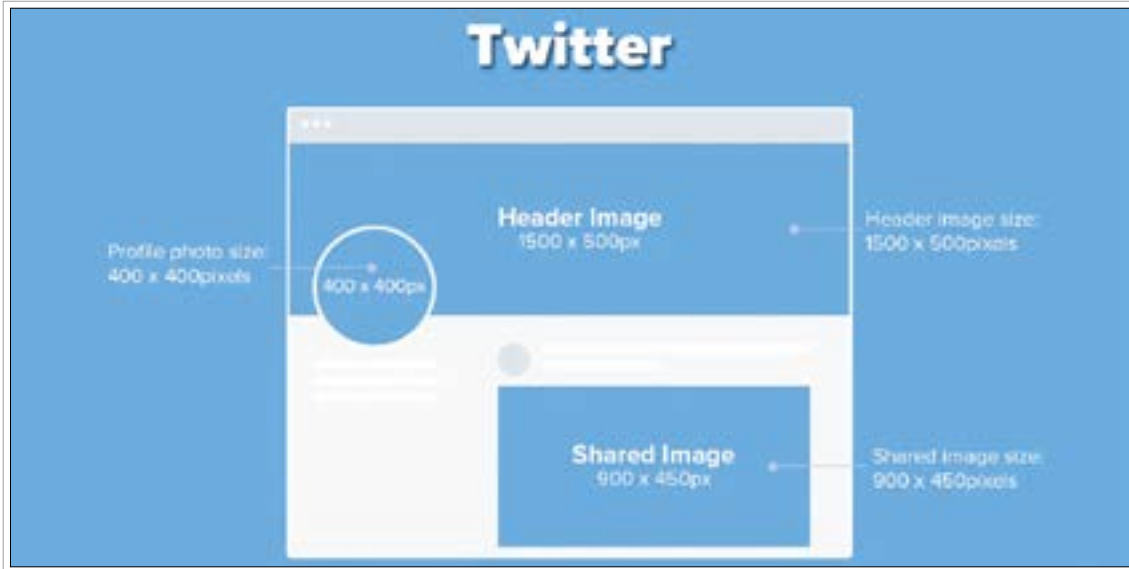 Twitter
Header Image
1500 x 500px
Header image size:
1500 x 500pixels
Profile photo size:
400 x 400pixels
400 x 400px
Shared Image
900 x 450px
Shared image size:
900 x 450pixels